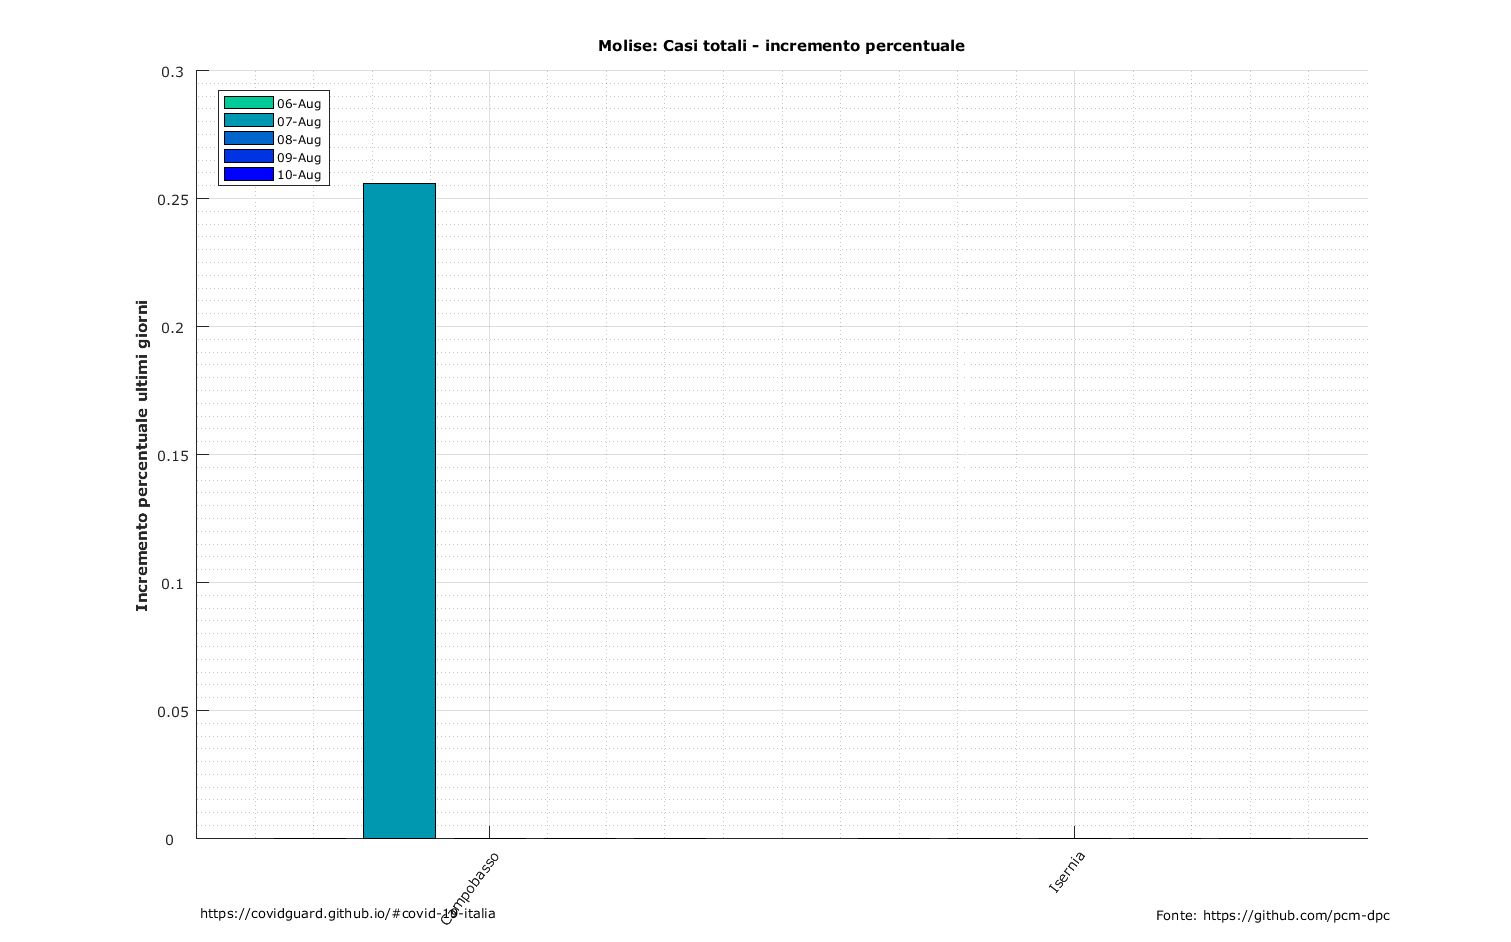 Molise: Casi totali - incremento percentuale
0.3
0.25
0.2
0.15
0.1
0.05
0
Incremento percentuale ultimi giorni
06-Aug
07-Aug
08-Aug
09-Aug
10-Aug
Campobasso
Isernia
https://covidguard.github.io/#covid-19-italia
Fonte: https://github.com/pcm-dpc